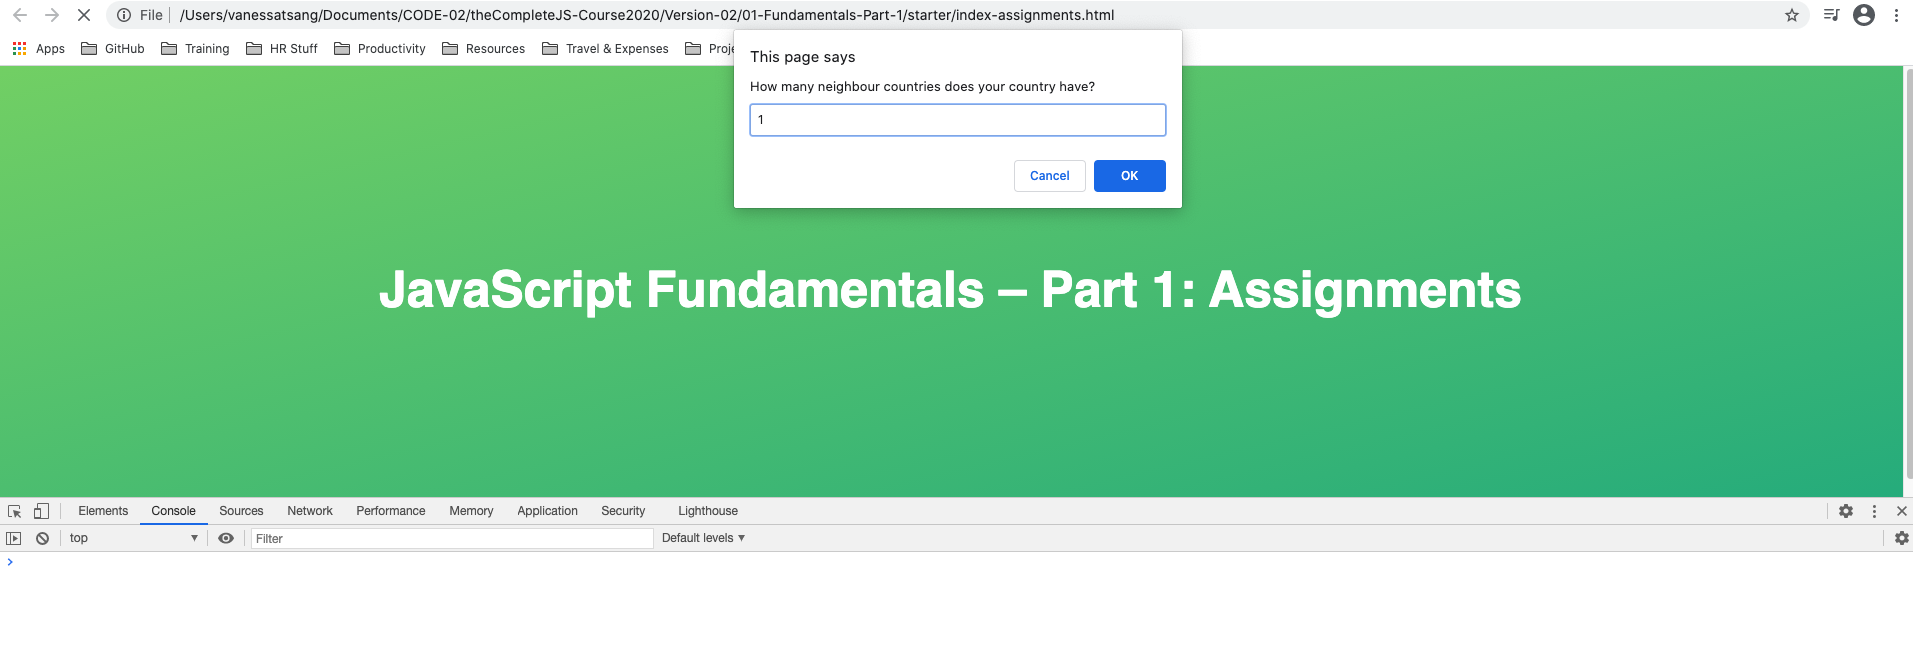 File /Users/vanessatsang/Documents/CODE-02/theCompleteJS-Course2020/Version-02/01-Fundamentals-Part-1/starter/index-assignments.html
Apps GitHub Training HR Stuff Productivity Resources Travel & Expenses
This page says
How many neighbour countries does your country have?
1
Cancel OK
JavaScript Fundamentals – Part 1: Assignments
Elements Console Sources Network Performance Memory Application Security Lighthouse
top Filter Default levels